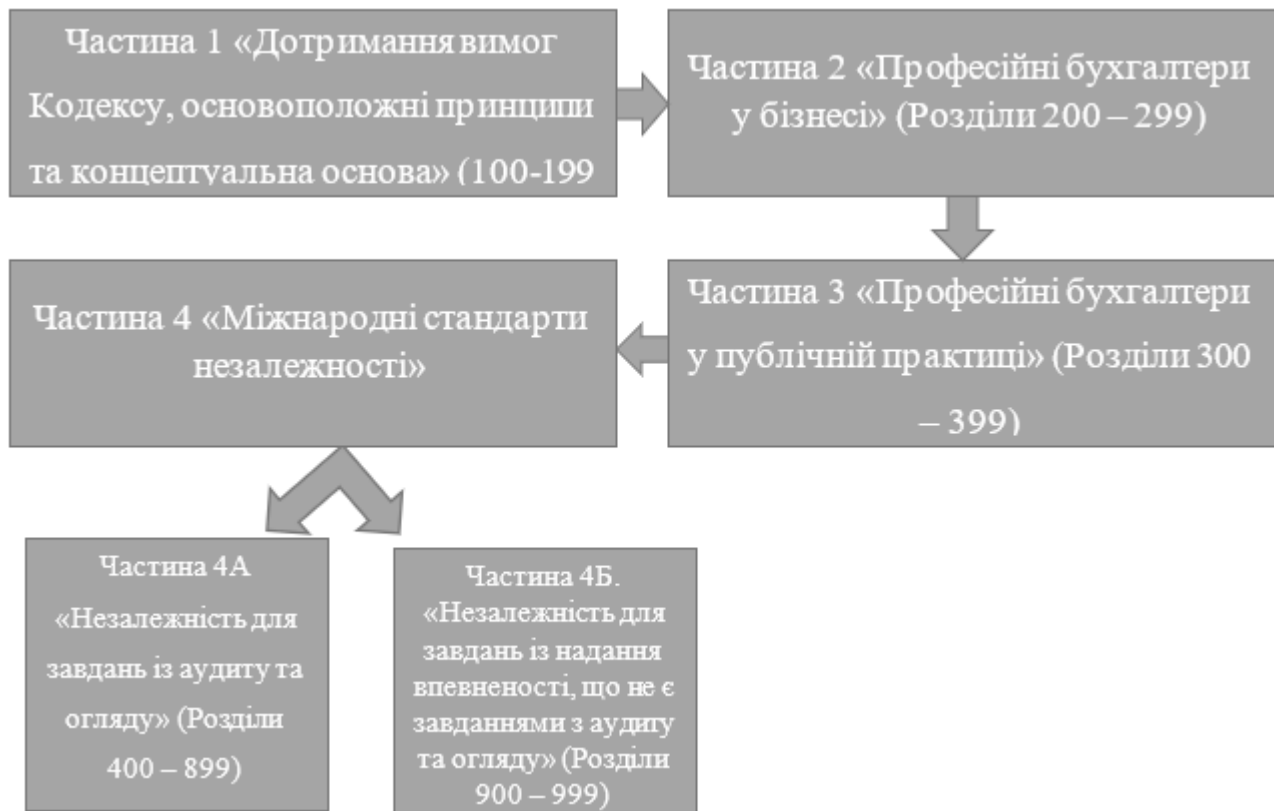 Частина 1 «Дотримання вимог
Кодексу, основоположні принципи
та концептуальна основа» (100-199
Частина 2 «Професійні бухгалтери
у бізнесі» (Розділи 200 – 299)
Частина 3 «Професійні бухгалтери
у публічній практиці» (Розділи 300
– 399)
Частина 4 «Міжнародні стандарти
незалежності»
Частина 4А
«Незалежність для
завдань із аудиту та
огляду» (Розділи
400 – 899)
Частина 4Б.
«Незалежність для
завдань із надання
впевненості, що не є
завданнями з аудиту
та огляду» (Розділи
900 – 999)